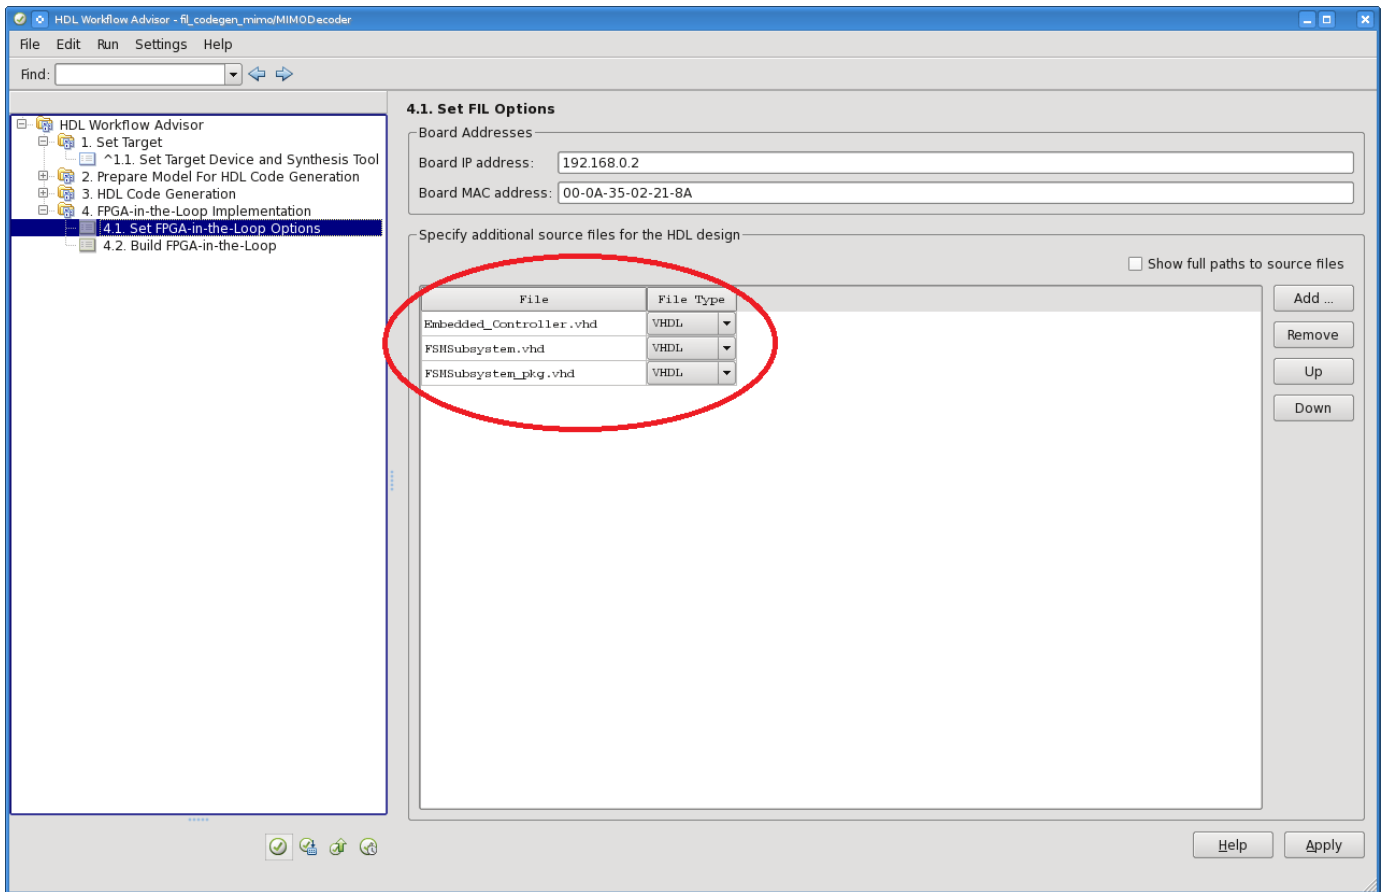 HDL Workflow Advisor - fil_codegen_mimo/MIMODecoder
File Edit Run Settings Help
Find:
HDL Workflow Advisor
1. Set Target
^1.1. Set Target Device and Synthesis Tool
2. Prepare Model For HDL Code Generation
3. HDL Code Generation
4. FPGA-in-the-Loop Implementation
4.1. Set FPGA-in-the-Loop Options
4.2. Build FPGA-in-the-Loop
4.1. Set FIL Options
Board Addresses
Board IP address: 192.168.0.2
Board MAC address: 00-0A-35-02-21-8A
Specify additional source files for the HDL design
Show full paths to source files
File File Type
Embedded_Controller.vhd VHDL
FSMSubsystem.vhd VHDL
FSMSubsystem_pkg.vhd VHDL
Add ...
Remove
Up
Down
Help Apply